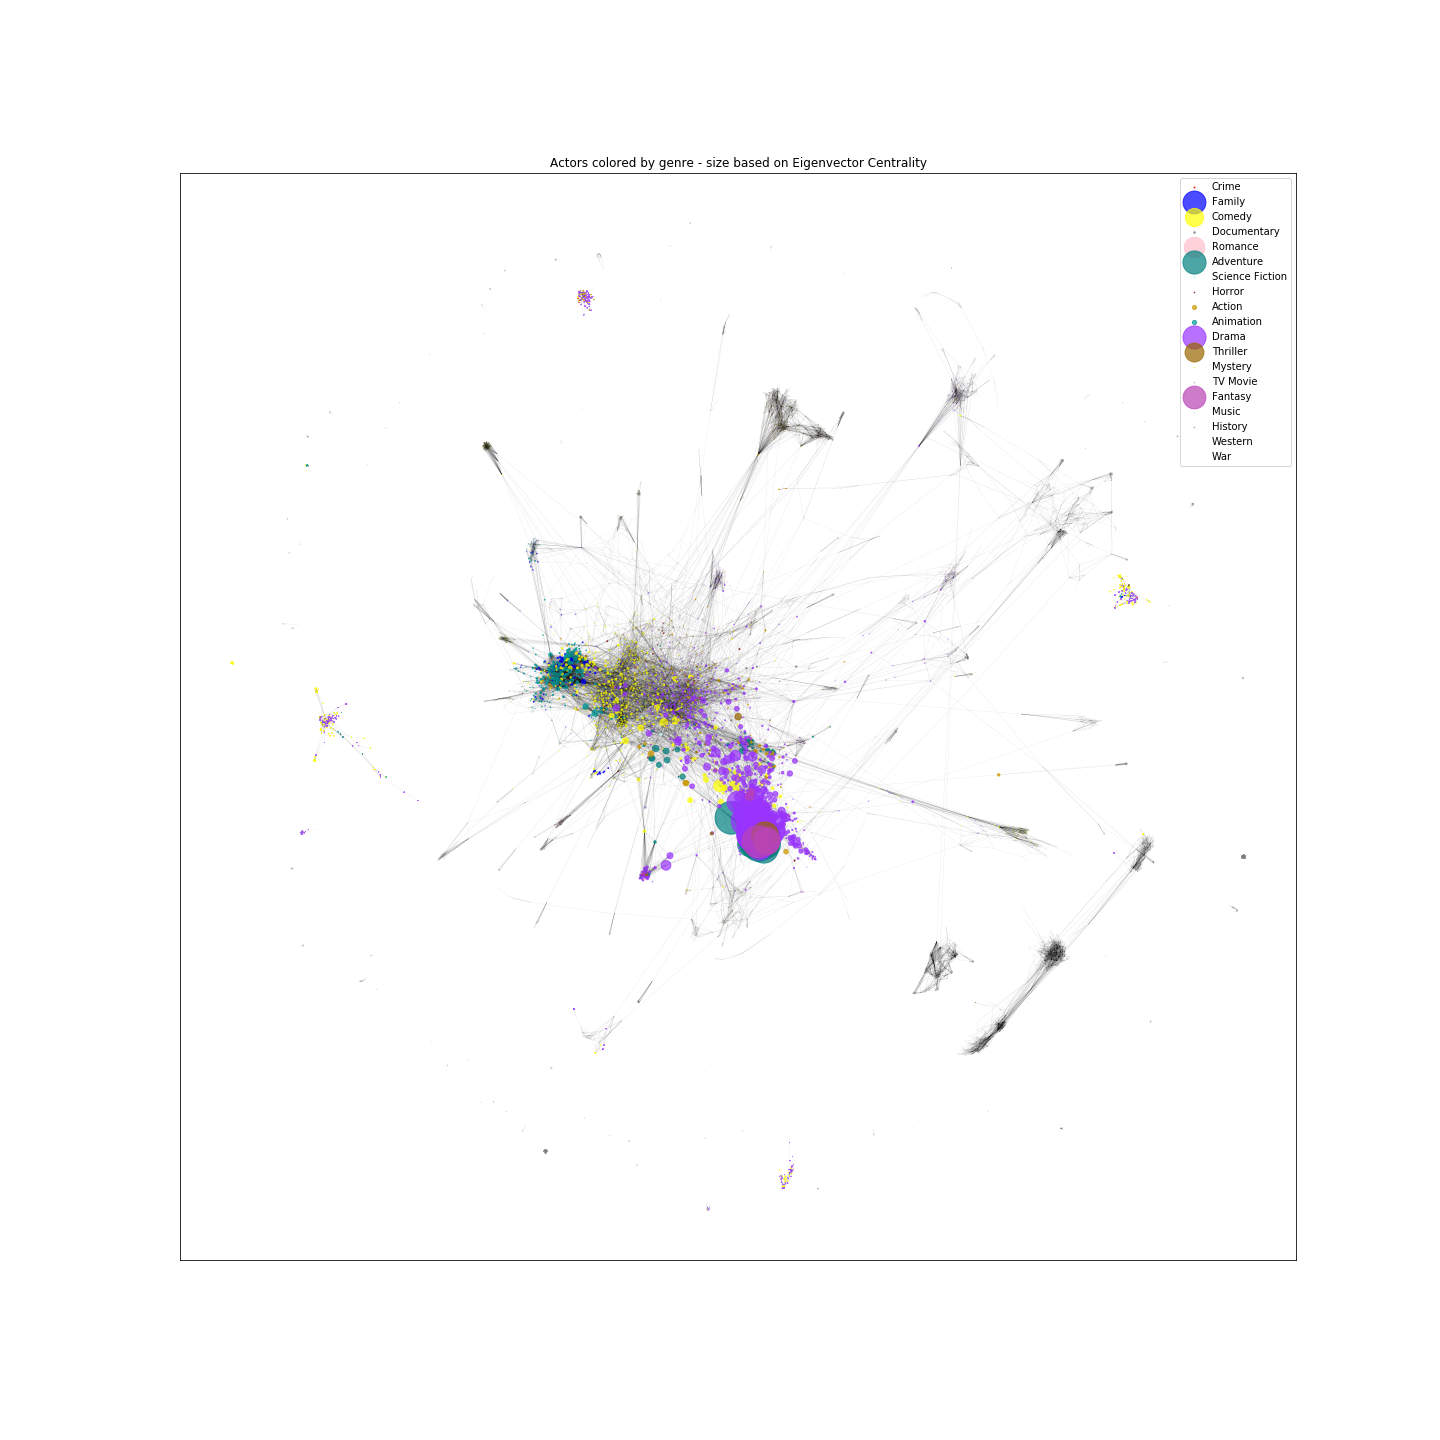 Actors colored by genre - size based on Eigenvector Centrality
Crime
Family
Comedy
Documentary
Romance
Adventure
Science Fiction
Horror
Action
Animation
Drama
Thriller
Mystery
TV Movie
Fantasy
Music
History
Western
War